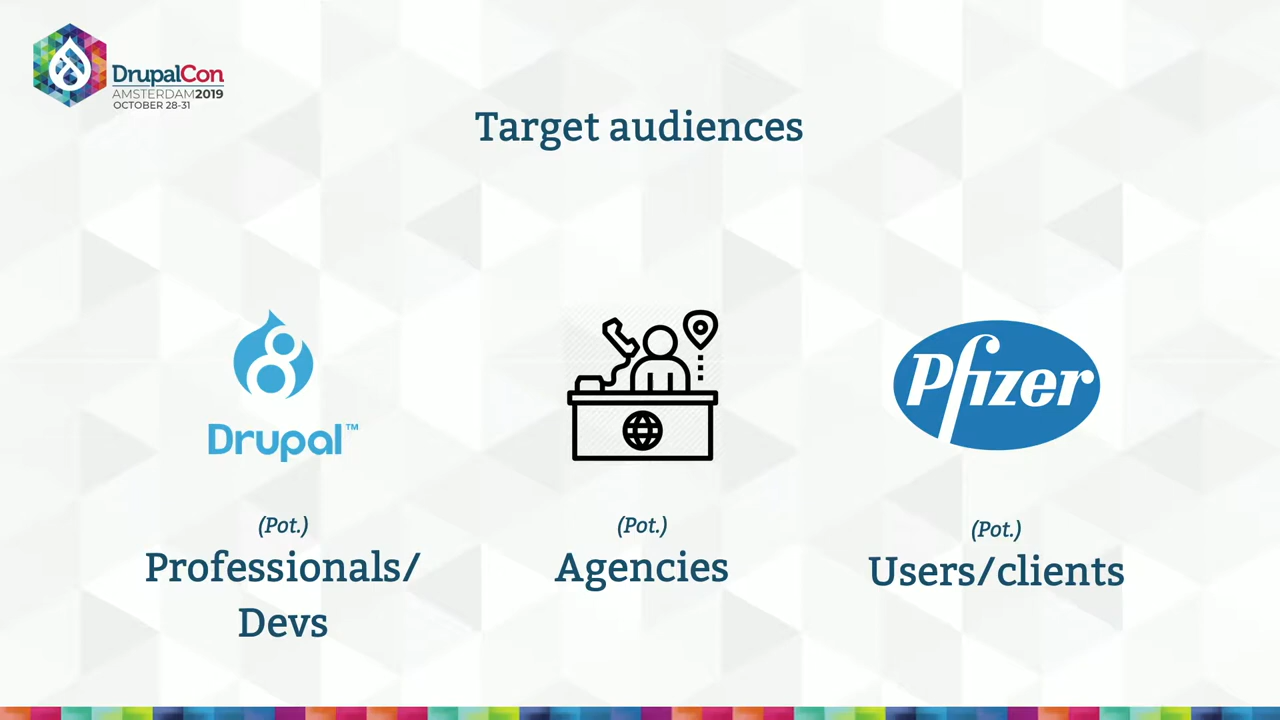 DrupalCon
AMSTERDAM2019
OCTOBER 28-31
Target audiences
Drupal™
Pfizer
(Pot.)
Professionals/
Devs
(Pot.)
Agencies
(Pot.)
Users/clients